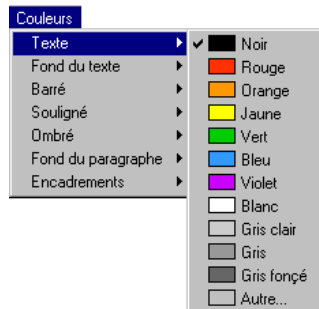 Couleurs
Texte
Fond du texte
Barré
Souligné
Ombré
Fond du paragraphe
Encadrements
Noir
Rouge
Orange
Jaune
Vert
Bleu
Violet
Blanc
Gris clair
Gris
Gris fonçé
Autre...